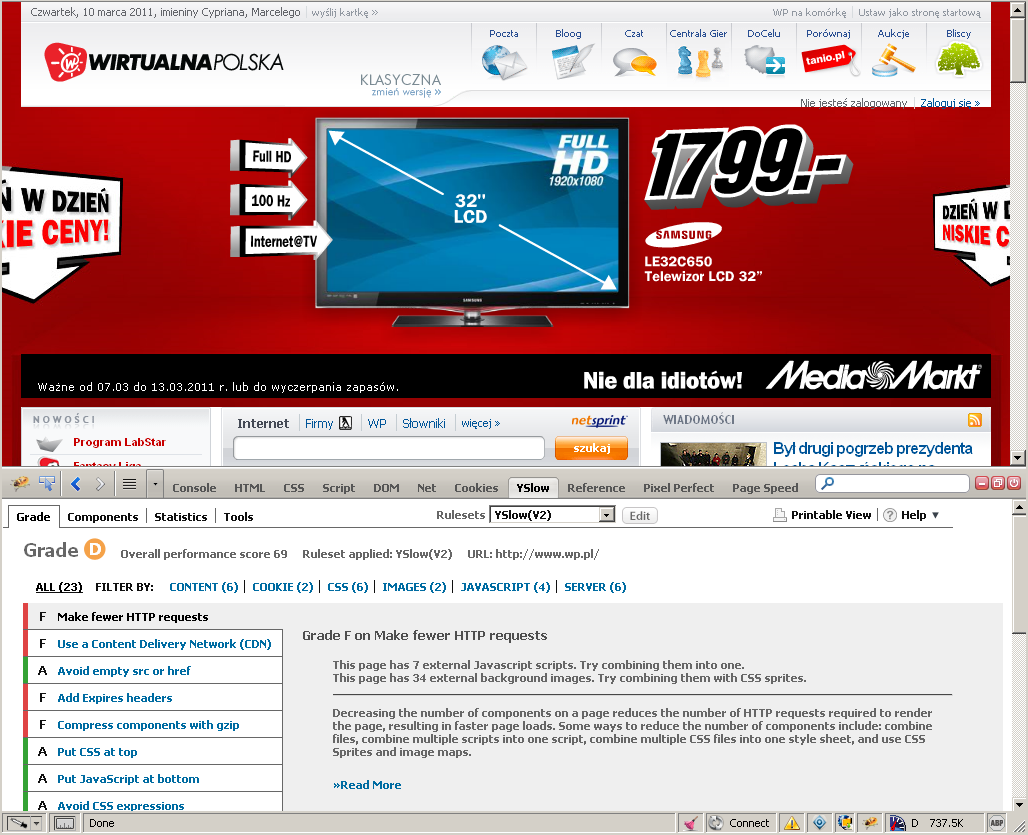 Czwartek, 10 marca 2011, imieniny Cypriana, Marcelego | wyślij kartkę »
WP na komórkę | Ustaw jako stronę startową
WIRTUALNAPOLSKA
KLASYCZNA
zmień wersję »
Poczta
Bloog
Czat
Centrala Gier
DoCelu
Porównaj
tanio.pl
Aukcje
Bliscy
Nie jesteś zalogowany | Zaloguj się »
Ń W DZIEŃ
KIE CENY!
Full HD
100 Hz
Internet@TV
FULL
HD
1920x1080
32"
LCD
SAMSUNG
1799.-
SAMSUNG
LE32C650
Telewizor LCD 32"
DZIEŃ W D
NISKIE C
Ważne od 07.03 do 13.03.2011 r. lub do wyczerpania zapasów.
Nie dla idiotów! Media Markt
NOWOŚCI
Program LabStar
Fantasy Liga
Internet | Firmy | WP | Słowniki | więcej »
netsprint
szukaj
WIADOMOŚCI
Był drugi pogrzeb prezydenta
Lecha Kaczyńskiego na
Console HTML CSS Script DOM Net Cookies YSlow Reference Pixel Perfect Page Speed
Grade | Components | Statistics | Tools
Rulesets YSlow(V2) Edit
Printable View | Help ▼
Grade D Overall performance score 69 Ruleset applied: YSlow(V2) URL: http://www.wp.pl/
ALL (23) FILTER BY: CONTENT (6) | COOKIE (2) | CSS (6) | IMAGES (2) | JAVASCRIPT (4) | SERVER (6)
F Make fewer HTTP requests
F Use a Content Delivery Network (CDN)
A Avoid empty src or href
F Add Expires headers
F Compress components with gzip
A Put CSS at top
A Put JavaScript at bottom
A Avoid CSS expressions
Grade F on Make fewer HTTP requests
This page has 7 external Javascript scripts. Try combining them into one.
This page has 34 external background images. Try combining them with CSS sprites.
Decreasing the number of components on a page reduces the number of HTTP requests required to render
the page, resulting in faster page loads. Some ways to reduce the number of components include: combine
files, combine multiple scripts into one script, combine multiple CSS files into one style sheet, and use CSS
Sprites and image maps.
»Read More
Done
Connect
D 737.5K
ABP